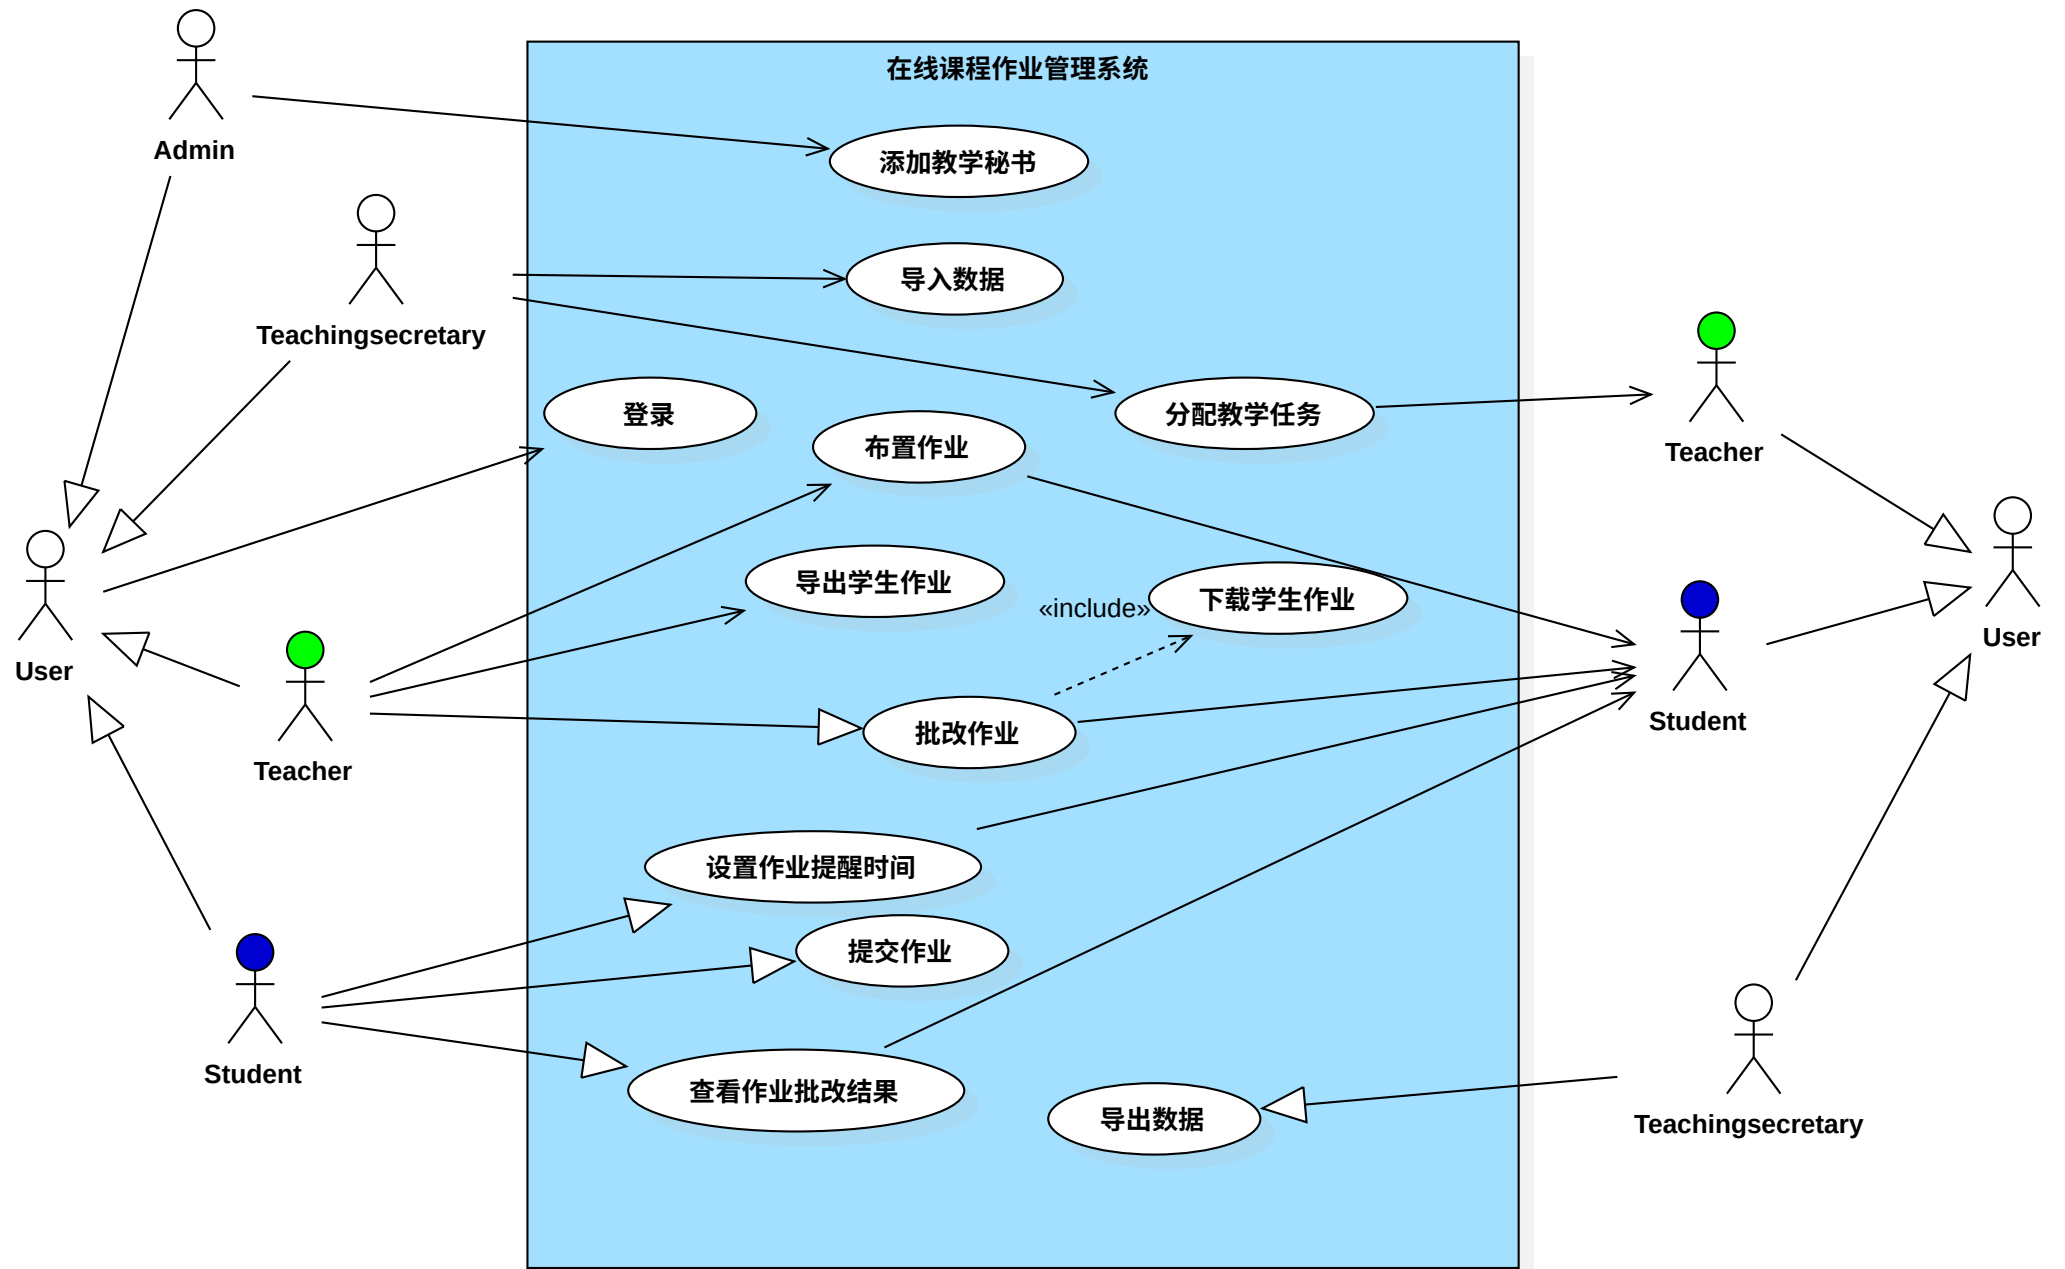 在线课程作业管理系统
Admin
添加教学秘书
导入数据
Teachingsecretary
登录
分配教学任务
布置作业
Teacher
导出学生作业
下载学生作业
«include»
User
User
Student
批改作业
Teacher
设置作业提醒时间
提交作业
Student
查看作业批改结果
导出数据
Teachingsecretary